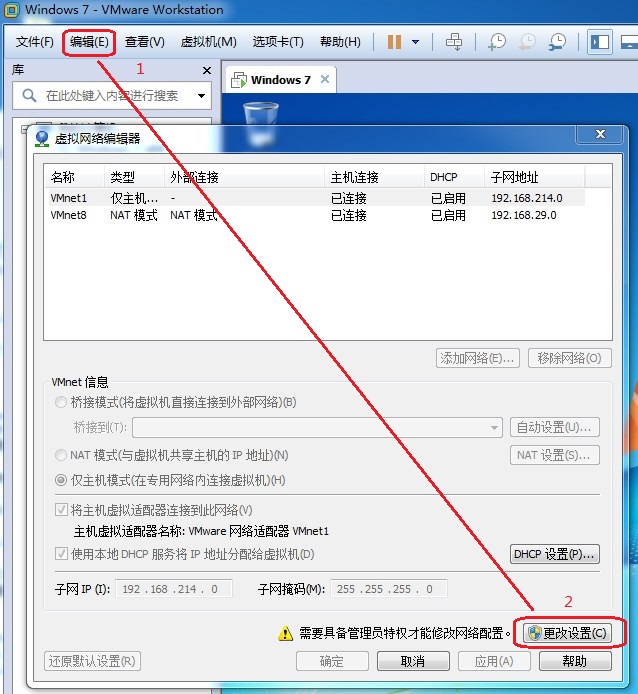 Windows 7 - VMware Workstation
文件(F) 编辑(E) 查看(V) 虚拟机(M) 选项卡(T) 帮助(H)
1
库
在此处键入内容进行搜索
Windows 7
虚拟网络编辑器
名称 类型 外部连接 主机连接 DHCP 子网地址
VMnet1 仅主机... - 已连接 已启用 192.168.214.0
VMnet8 NAT 模式 NAT 模式 已连接 已启用 192.168.29.0
添加网络(E)... 移除网络(O)
VMnet 信息
桥接模式(将虚拟机直接连接到外部网络)(B)
桥接到(T): 自动设置(U)...
NAT 模式(与虚拟机共享主机的 IP 地址)(N) NAT 设置(S)...
仅主机模式(在专用网络内连接虚拟机)(H)
将主机虚拟适配器连接到此网络(V)
主机虚拟适配器名称: VMware 网络适配器 VMnet1
使用本地 DHCP 服务将 IP 地址分配给虚拟机(D) DHCP 设置(P)...
子网 IP (I): 192 . 168 . 214 . 0 子网掩码(M): 255 . 255 . 255 . 0
2
需要具备管理员特权才能修改网络配置。 更改设置(C)
还原默认设置(R) 确定 取消 应用(A) 帮助